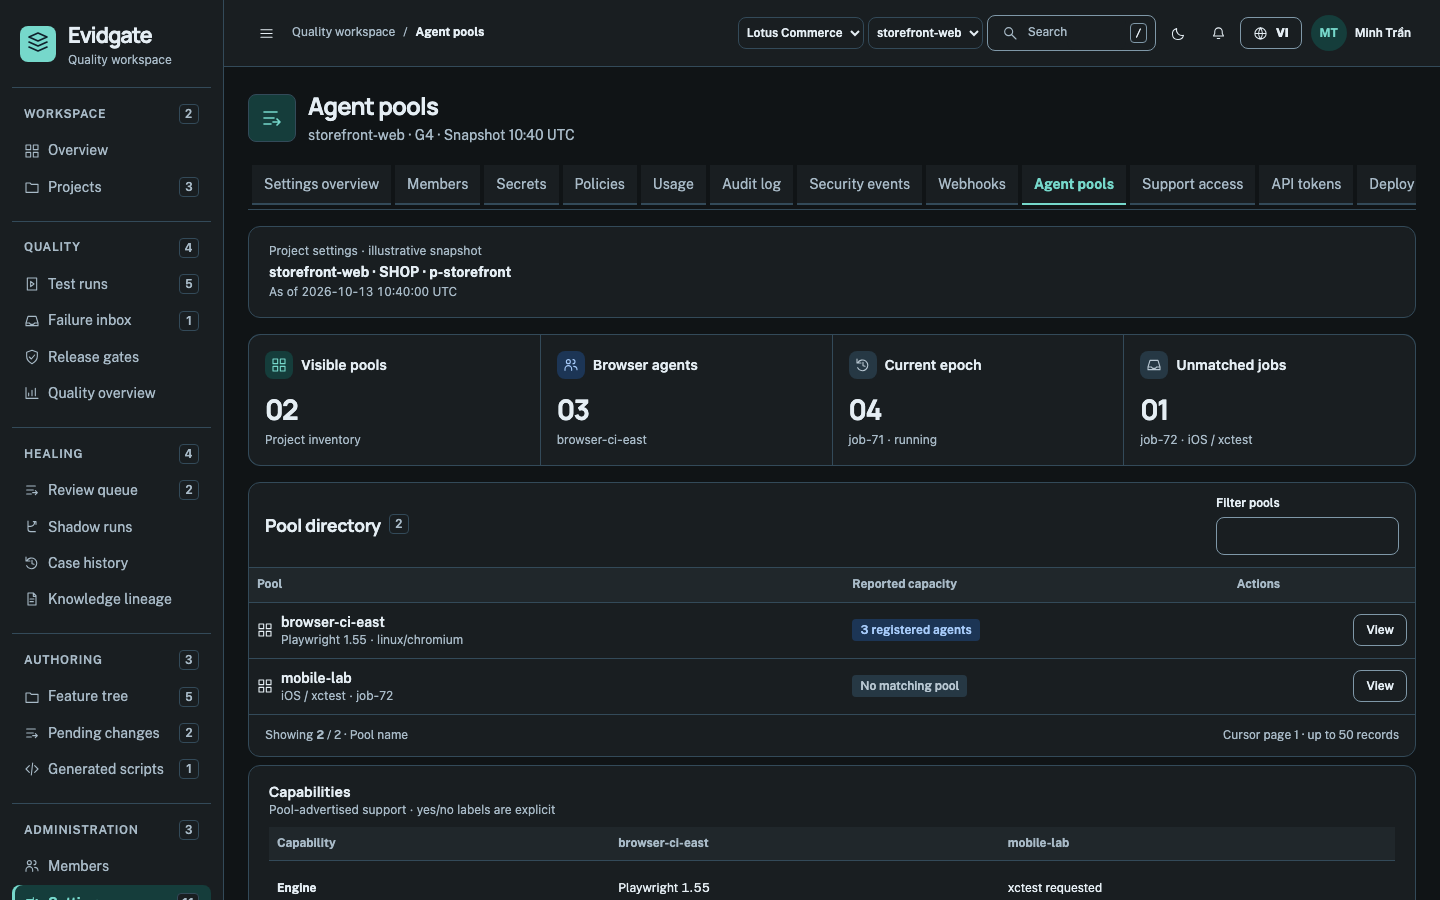 Evidgate
Quality workspace
WORKSPACE 2
Overview
Projects 3
QUALITY 4
Test runs 5
Failure inbox 1
Release gates
Quality overview
HEALING 4
Review queue 2
Shadow runs
Case history
Knowledge lineage
AUTHORING 3
Feature tree 5
Pending changes 2
Generated scripts 1
ADMINISTRATION 3
Members
Quality workspace / Agent pools
Lotus Commerce
storefront-web
Search /
VI
MT Minh Trần
Agent pools
storefront-web · G4 · Snapshot 10:40 UTC
Settings overview Members Secrets Policies Usage Audit log Security events Webhooks Agent pools Support access API tokens Deploy
Project settings · illustrative snapshot
storefront-web · SHOP · p-storefront
As of 2026-10-13 10:40:00 UTC
Visible pools
02
Project inventory
Browser agents
03
browser-ci-east
Current epoch
04
job-71 · running
Unmatched jobs
01
job-72 · iOS / xctest
Pool directory 2
Filter pools
Pool Reported capacity Actions
browser-ci-east
Playwright 1.55 · linux/chromium
3 registered agents
View
mobile-lab
iOS / xctest · job-72
No matching pool
View
Showing 2 / 2 · Pool name
Cursor page 1 · up to 50 records
Capabilities
Pool-advertised support · yes/no labels are explicit
Capability browser-ci-east mobile-lab
Engine Playwright 1.55 xctest requested